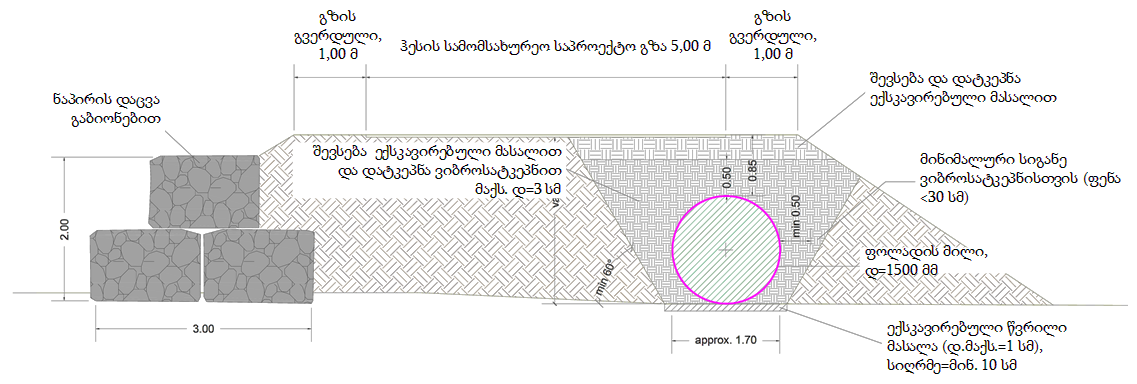 გზის
გვერდული,
1,00 მ
ჰესის სამომსახურეო საპროექტო გზა 5,00 მ
გზის
გვერდული,
1,00 მ
ნაპირის დაცვა
გაბიონებით
შევსება და დატკეპნა
ექსკავირებული მასალით
შევსება ექსკავირებული მასალით
და დატკეპნა ვიბროსატკეპნით
მაქს. დ=3 სმ
მინიმალური სიგანე
ვიბროსატკეპნისთვის (ფენა
<30 სმ)
0.50
0.85
min 0.50
2.00
va
min 60°
ფოლადის მილი,
დ=1500 მმ
3.00
approx. 1.70
ექსკავირებული წვრილი
მასალა (დ.მაქს.=1 სმ),
სიღრმე=მინ. 10 სმ